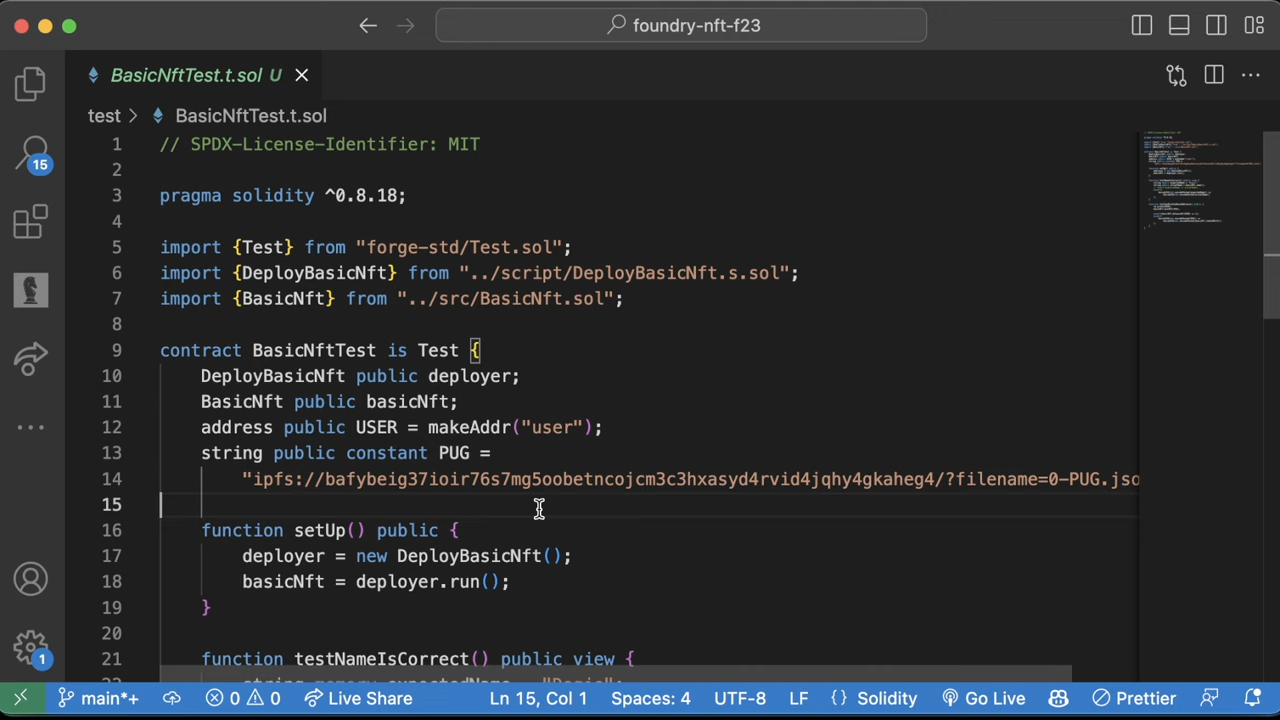 foundry-nft-f23
BasicNftTest.t.sol U
test > BasicNftTest.t.sol
15
1 // SPDX-License-Identifier: MIT
2
3 pragma solidity ^0.8.18;
4
5 import {Test} from "forge-std/Test.sol";
6 import {DeployBasicNft} from "../script/DeployBasicNft.s.sol";
7 import {BasicNft} from "../src/BasicNft.sol";
8
9 contract BasicNftTest is Test {
10 DeployBasicNft public deployer;
11 BasicNft public basicNft;
12 address public USER = makeAddr("user");
13 string public constant PUG =
14 "ipfs://bafybeig37ioir76s7mg5oobetncojcm3c3hxasyd4rvid4jqhy4gkaheg4/?filename=0-PUG.jso
15
16 function setUp() public {
17 deployer = new DeployBasicNft();
18 basicNft = deployer.run();
19 }
20
21 function testNameIsCorrect() public view {
1
main*+ 0 0 Live Share Ln 15, Col 1 Spaces: 4 UTF-8 LF {} Solidity Go Live Prettier